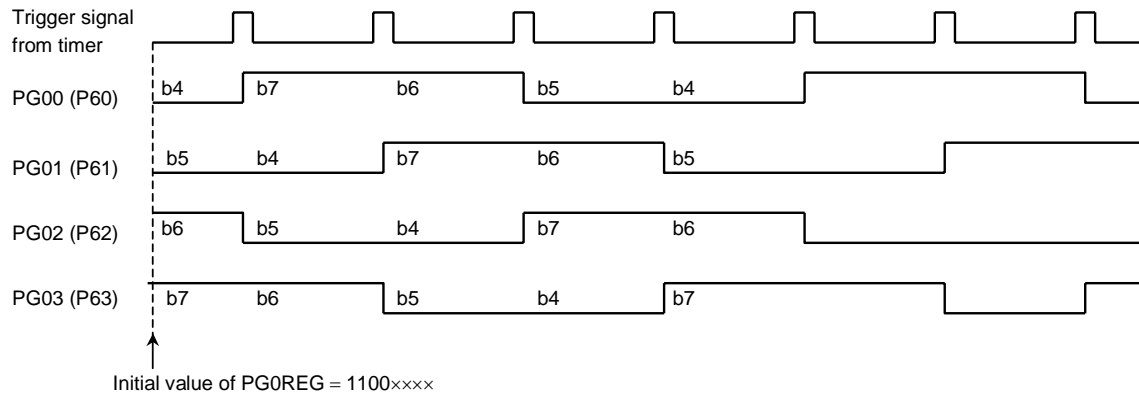 Trigger signal
from timer
PG00 (P60) b4 b7 b6 b5 b4
PG01 (P61) b5 b4 b7 b6 b5
PG02 (P62) b6 b5 b4 b7 b6
PG03 (P63) b7 b6 b5 b4 b7
Initial value of PG0REG = 1100××××